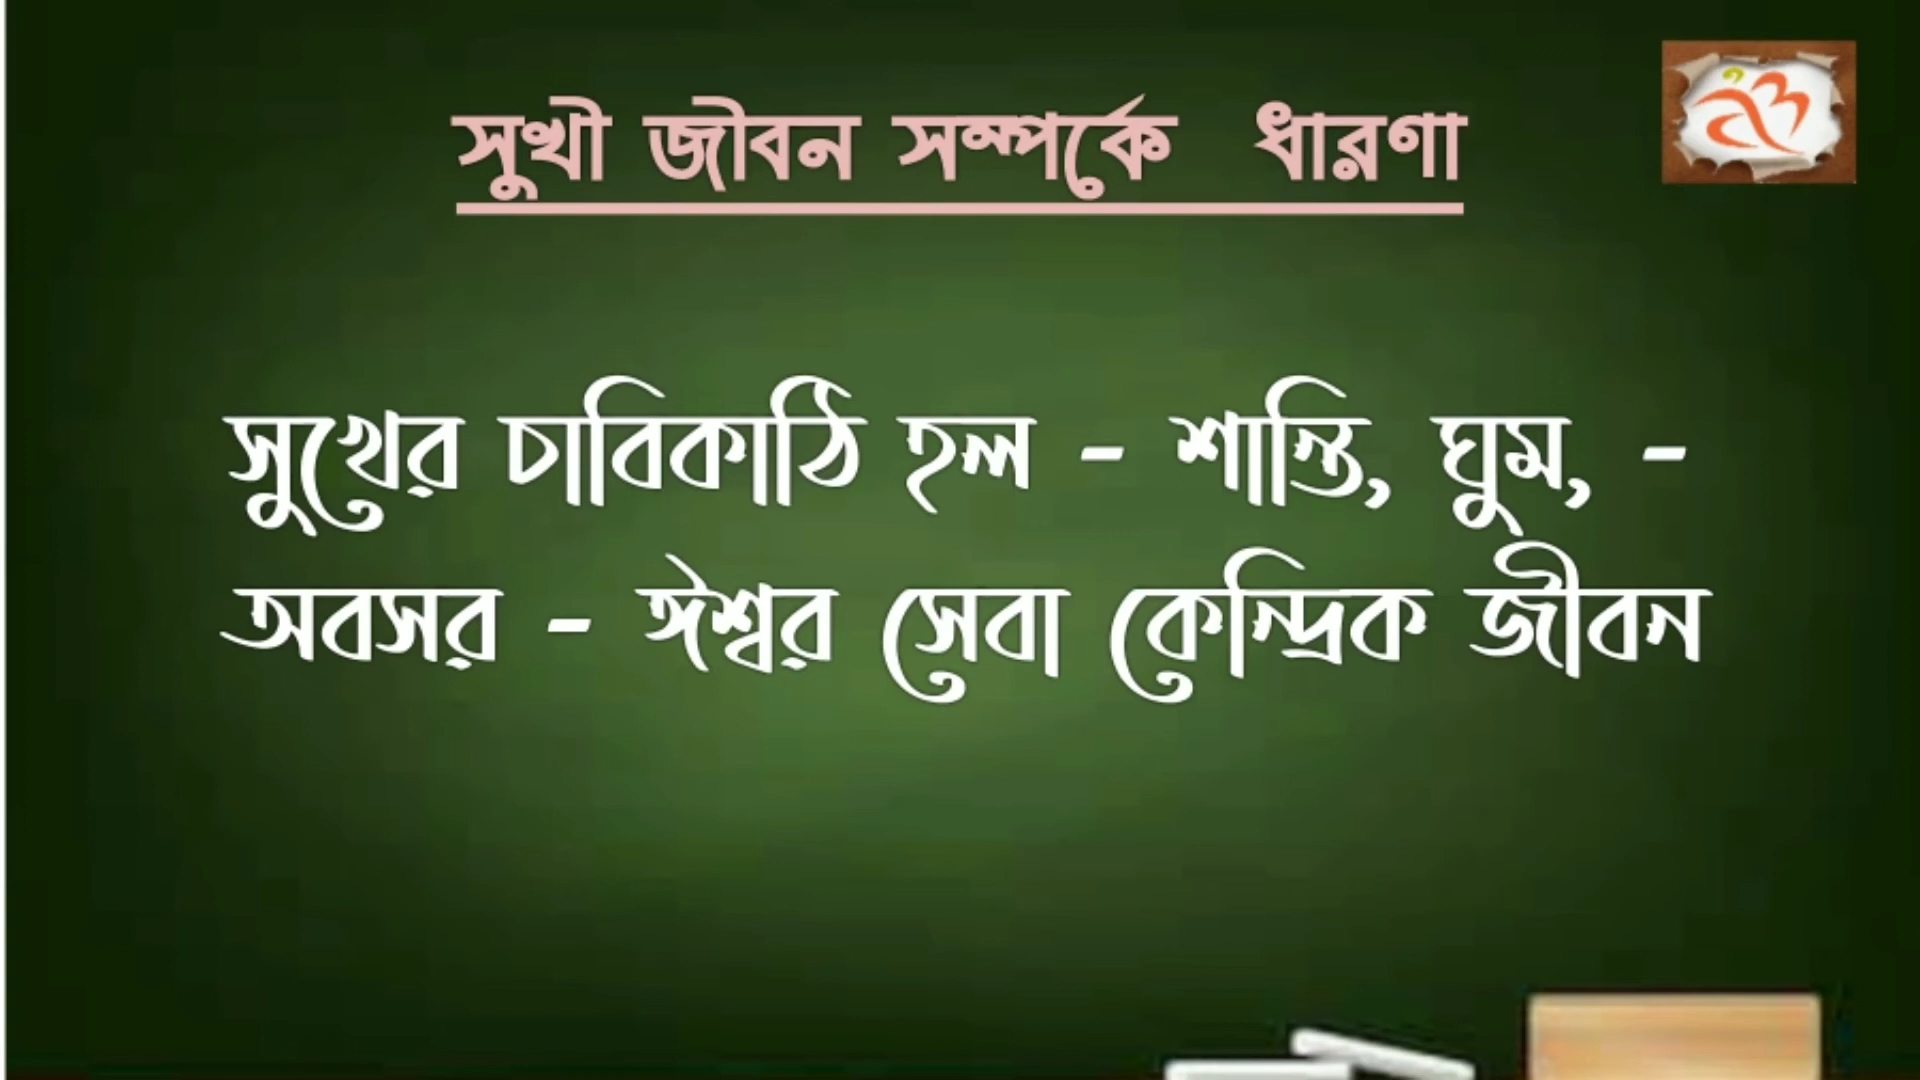 সুখী জীবন সম্পর্কে ধারণা
সুখের চাবিকাঠি হল - শান্তি, ঘুম, -
অবসর - ঈশ্বর সেবা কেন্দ্রিক জীবন